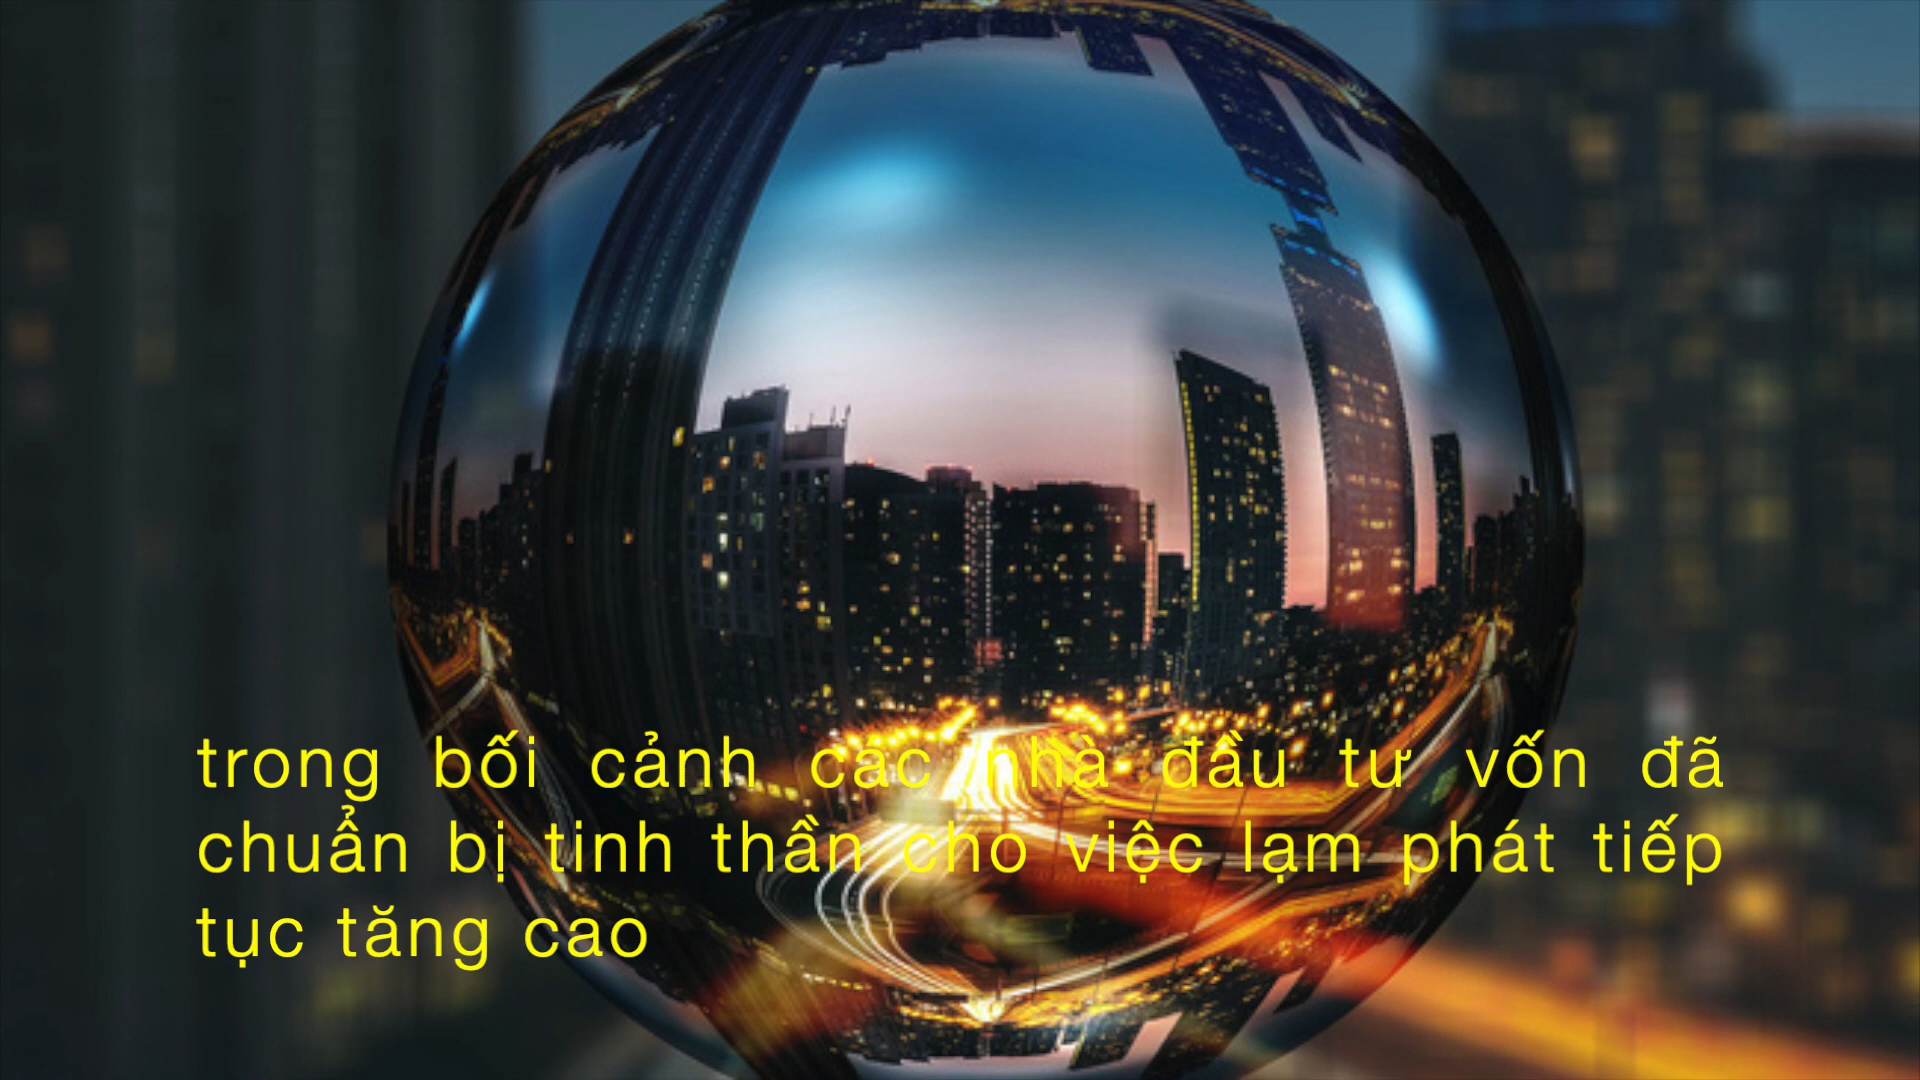 trong bối cảnh các nhà đầu tư vốn đã
chuẩn bị tinh thần cho việc lạm phát tiếp
tục tăng cao